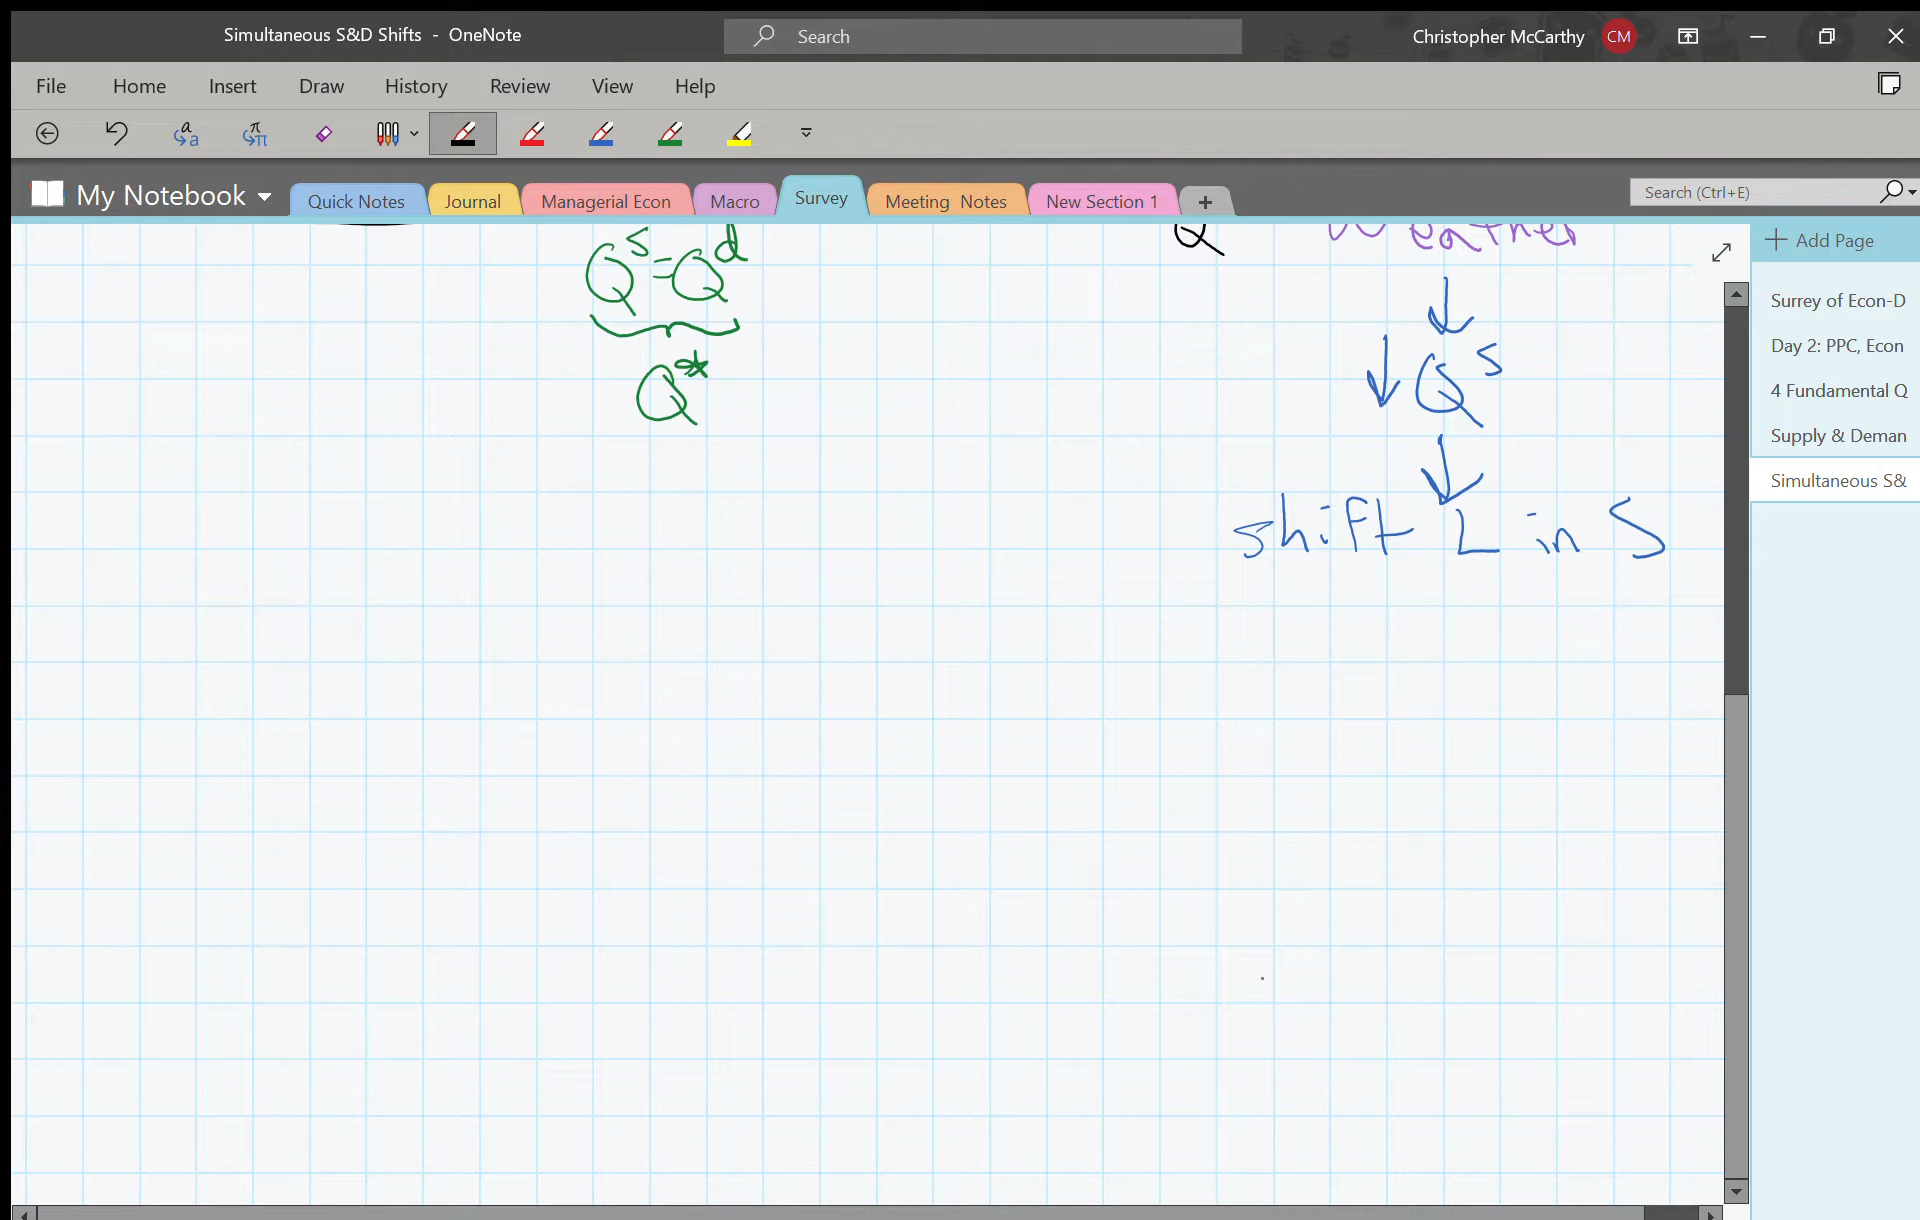 Simultaneous S&D Shifts - OneNote
Search
Christopher McCarthy CM
File Home Insert Draw History Review View Help
My Notebook
Quick Notes
Journal
Managerial Econ
Macro
Survey
Meeting Notes
New Section 1
+
Search (Ctrl+E)
Add Page
Surrey of Econ-D
Day 2: PPC, Econ
4 Fundamental Q
Supply & Deman
Simultaneous S&
Q^s=Q^d
Q*
Q
Weather
↓
↓Q^s
↓
shift L in S